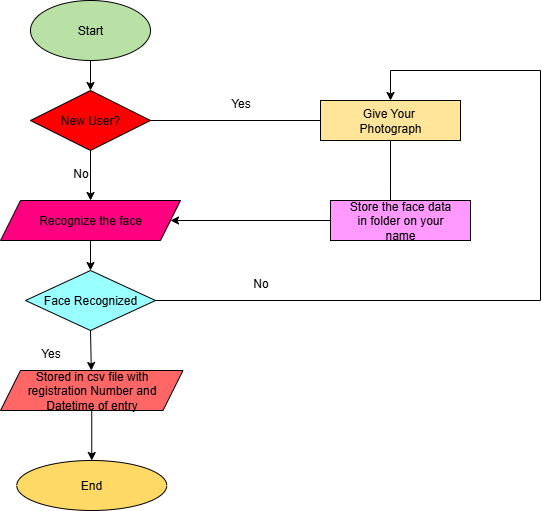 Start
Yes
New User?
Give Your
Photograph
No
Recognize the face
Store the face data
in folder on your
name
Face Recognized
No
Yes
Stored in csv file with
registration Number and
Datetime of entry
End